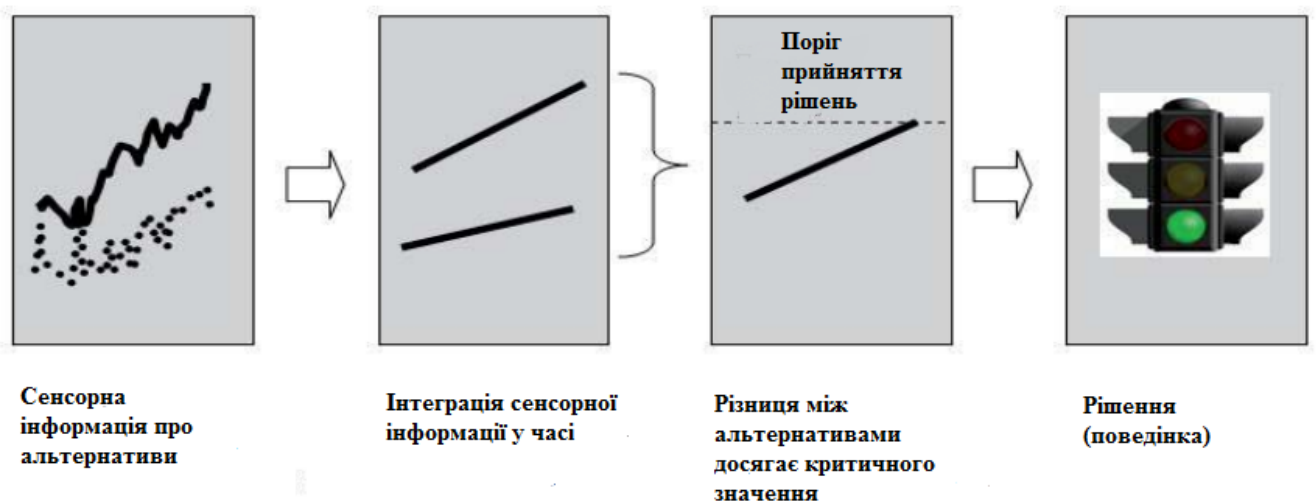 Поріг
прийняття
рішень
Сенсорна
інформація про
альтернативи
Інтеграція сенсорної
інформації у часі
Різниця між
альтернативами
досягає критичного
значення
Рішення
(поведінка)